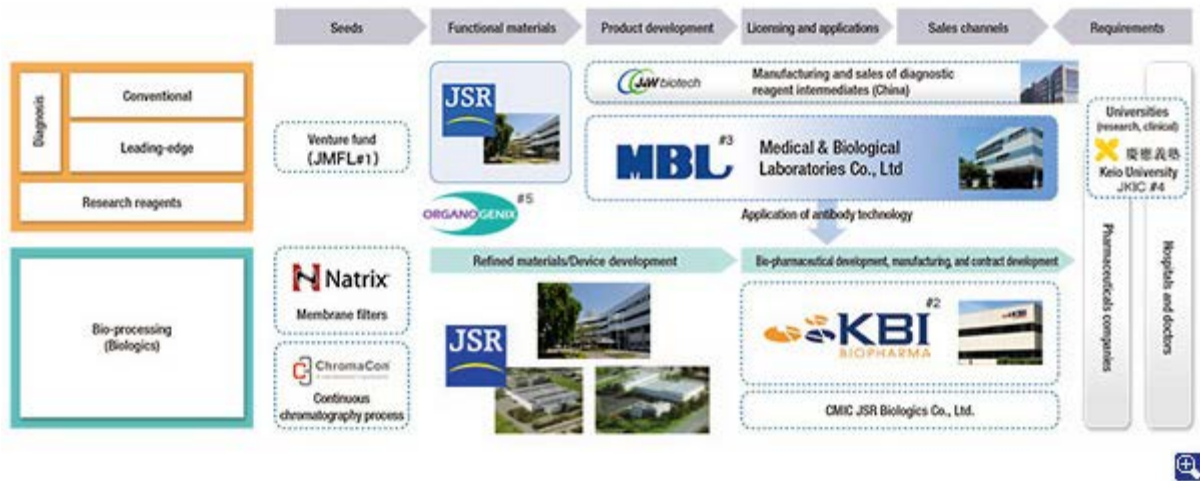 Seeds
Functional materials
Product development
Licensing and applications
Sales channels
Requirements
Diagnosis
Conventional
Leading-edge
Research reagents
Venture fund
(JMFL#1)
JSR
ORGANOGENIX #5
J&W biotech
Manufacturing and sales of diagnostic
reagent intermediates (China)
MBL #3
Medical & Biological
Laboratories Co., Ltd
Application of antibody technology
Universities
(research, clinical)
慶應義塾
Keio University
JKIC #4
Pharmaceuticals companies
Hospitals and doctors
Bio-processing
(Biologics)
Natrix
Membrane filters
ChromaCon
Continuous
chromatography process
Refined materials/Device development
JSR
Bio-pharmaceutical development, manufacturing, and contract development
KBI #2
BIOPHARMA
KBI
CMIC JSR Biologics Co., Ltd.